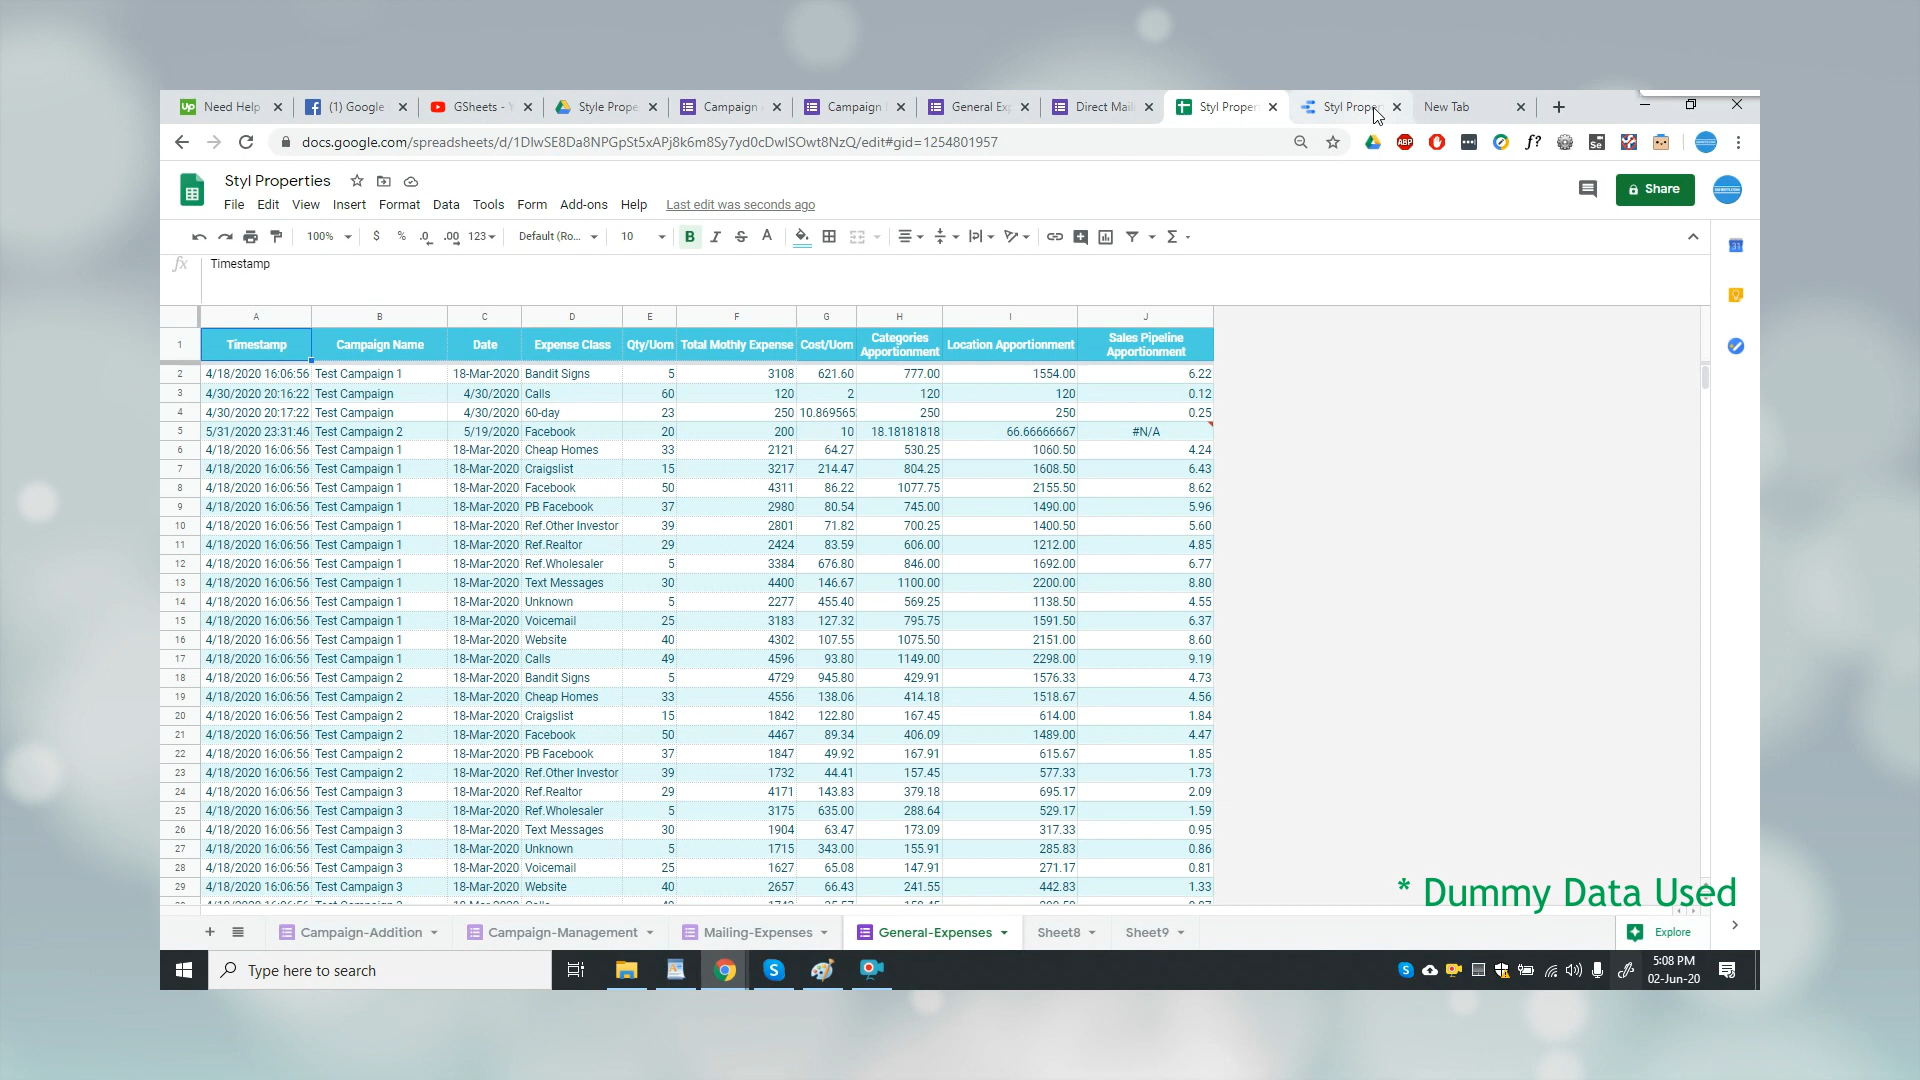 Need Help (1) Google GSheets - Style Prope Campaign Campaign General Ex Direct Mail Styl Proper Styl Prope New Tab
docs.google.com/spreadsheets/d/1DIwSE8Da8NPGpSt5xAPj8k6m8Sy7yd0cDwISOwt8NzQ/edit#gid=1254801957
Styl Properties
Share
File Edit View Insert Format Data Tools Form Add-ons Help Last edit was seconds ago
100% $ % .0 .00 123 Default (Ro... 10 B I S A Σ
fx Timestamp
A B C D E F G H I J
1 Timestamp Campaign Name Date Expense Class Qty/Uom Total Mothly Expense Cost/Uom Categories Apportionment Location Apportionment Sales Pipeline Apportionment
2 4/18/2020 16:06:56 Test Campaign 1 18-Mar-2020 Bandit Signs 5 3108 621.60 777.00 1554.00 6.22
3 4/30/2020 20:16:22 Test Campaign 4/30/2020 Calls 60 120 2 120 120 0.12
4 4/30/2020 20:17:22 Test Campaign 4/30/2020 60-day 23 250 10.869565 250 250 0.25
5 5/31/2020 23:31:46 Test Campaign 2 5/19/2020 Facebook 20 200 10 18.18181818 66.66666667 #N/A
6 4/18/2020 16:06:56 Test Campaign 1 18-Mar-2020 Cheap Homes 33 2121 64.27 530.25 1060.50 4.24
7 4/18/2020 16:06:56 Test Campaign 1 18-Mar-2020 Craigslist 15 3217 214.47 804.25 1608.50 6.43
8 4/18/2020 16:06:56 Test Campaign 1 18-Mar-2020 Facebook 50 4311 86.22 1077.75 2155.50 8.62
9 4/18/2020 16:06:56 Test Campaign 1 18-Mar-2020 PB Facebook 37 2980 80.54 745.00 1490.00 5.96
10 4/18/2020 16:06:56 Test Campaign 1 18-Mar-2020 Ref.Other Investor 39 2801 71.82 700.25 1400.50 5.60
11 4/18/2020 16:06:56 Test Campaign 1 18-Mar-2020 Ref.Realtor 29 2424 83.59 606.00 1212.00 4.85
12 4/18/2020 16:06:56 Test Campaign 1 18-Mar-2020 Ref.Wholesaler 5 3384 676.80 846.00 1692.00 6.77
13 4/18/2020 16:06:56 Test Campaign 1 18-Mar-2020 Text Messages 30 4400 146.67 1100.00 2200.00 8.80
14 4/18/2020 16:06:56 Test Campaign 1 18-Mar-2020 Unknown 5 2277 455.40 569.25 1138.50 4.55
15 4/18/2020 16:06:56 Test Campaign 1 18-Mar-2020 Voicemail 25 3183 127.32 795.75 1591.50 6.37
16 4/18/2020 16:06:56 Test Campaign 1 18-Mar-2020 Website 40 4302 107.55 1075.50 2151.00 8.60
17 4/18/2020 16:06:56 Test Campaign 1 18-Mar-2020 Calls 49 4596 93.80 1149.00 2298.00 9.19
18 4/18/2020 16:06:56 Test Campaign 2 18-Mar-2020 Bandit Signs 5 4729 945.80 429.91 1576.33 4.73
19 4/18/2020 16:06:56 Test Campaign 2 18-Mar-2020 Cheap Homes 33 4556 138.06 414.18 1518.67 4.56
20 4/18/2020 16:06:56 Test Campaign 2 18-Mar-2020 Craigslist 15 1842 122.80 167.45 614.00 1.84
21 4/18/2020 16:06:56 Test Campaign 2 18-Mar-2020 Facebook 50 4467 89.34 406.09 1489.00 4.47
22 4/18/2020 16:06:56 Test Campaign 2 18-Mar-2020 PB Facebook 37 1847 49.92 167.91 615.67 1.85
23 4/18/2020 16:06:56 Test Campaign 2 18-Mar-2020 Ref.Other Investor 39 1732 44.41 157.45 577.33 1.73
24 4/18/2020 16:06:56 Test Campaign 3 18-Mar-2020 Ref.Realtor 29 4171 143.83 379.18 695.17 2.09
25 4/18/2020 16:06:56 Test Campaign 3 18-Mar-2020 Ref.Wholesaler 5 3175 635.00 288.64 529.17 1.59
26 4/18/2020 16:06:56 Test Campaign 3 18-Mar-2020 Text Messages 30 1904 63.47 173.09 317.33 0.95
27 4/18/2020 16:06:56 Test Campaign 3 18-Mar-2020 Unknown 5 1715 343.00 155.91 285.83 0.86
28 4/18/2020 16:06:56 Test Campaign 3 18-Mar-2020 Voicemail 25 1627 65.08 147.91 271.17 0.81
29 4/18/2020 16:06:56 Test Campaign 3 18-Mar-2020 Website 40 2657 66.43 241.55 442.83 1.33
* Dummy Data Used
Campaign-Addition Campaign-Management Mailing-Expenses General-Expenses Sheet8 Sheet9 Explore
Type here to search
5:08 PM
02-Jun-20